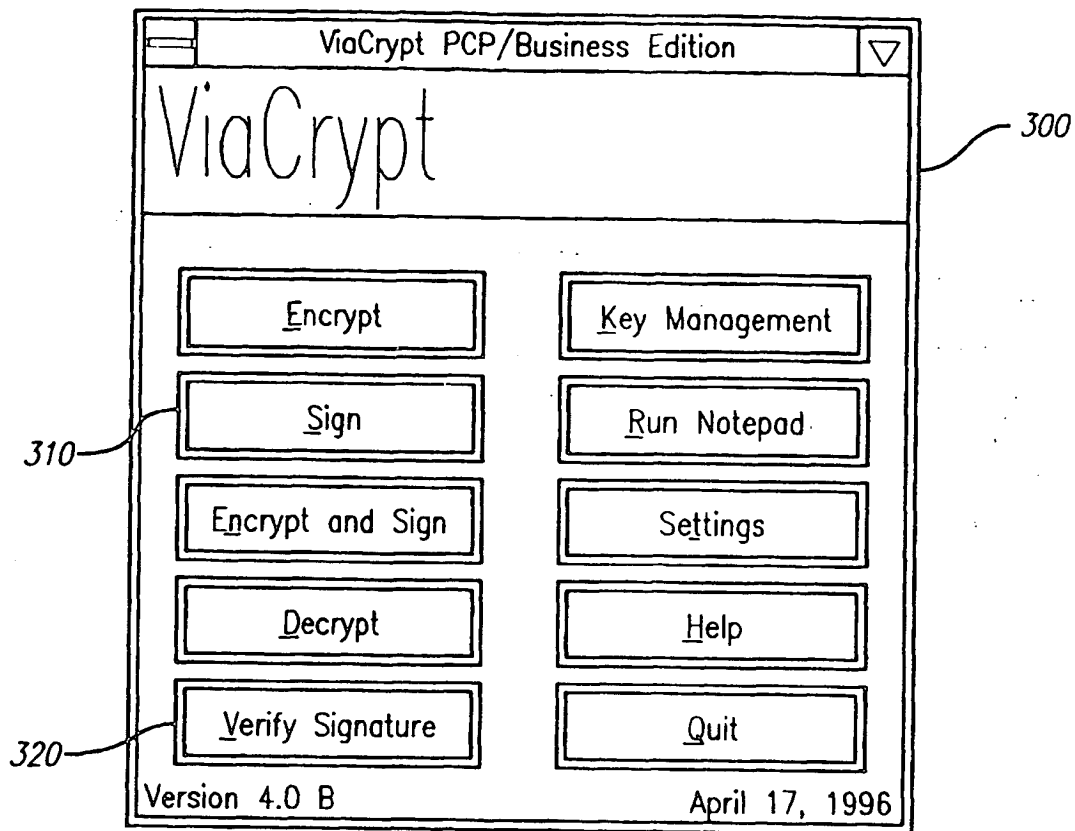 ViaCrypt PCP/Business Edition
ViaCrypt
300
Encrypt
Key Management
310
Sign
Run Notepad
Encrypt and Sign
Settings
Decrypt
Help
320
Verify Signature
Quit
Version 4.0 B
April 17, 1996